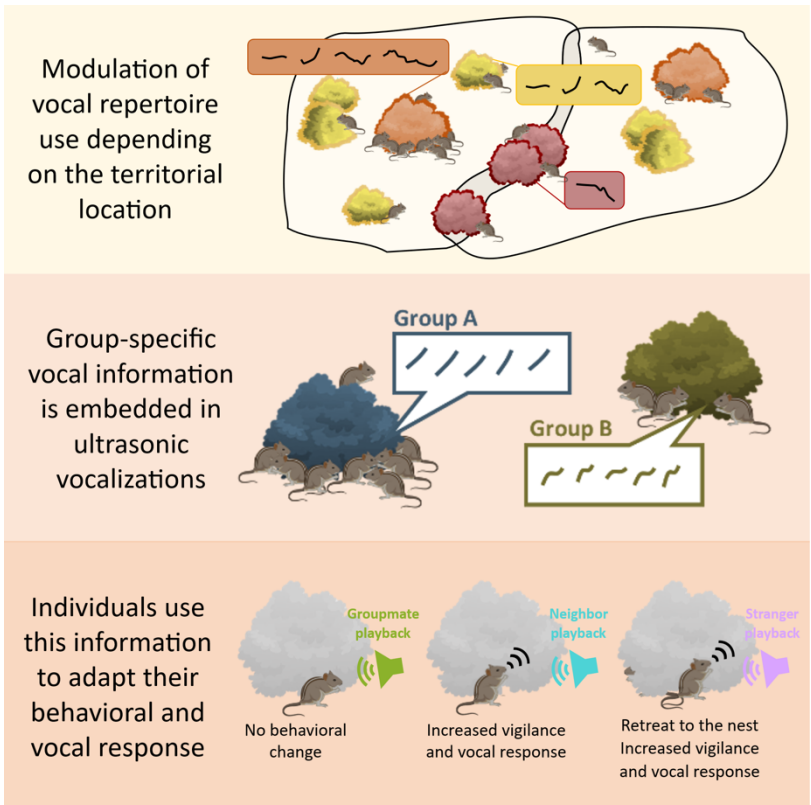 Modulation of
vocal repertoire
use depending
on the territorial
location
Group-specific
vocal information
is embedded in
ultrasonic
vocalizations
Group A
Group B
Individuals use
this information
to adapt their
behavioral and
vocal response
Groupmate
playback
No behavioral
change
Neighbor
playback
Increased vigilance
and vocal response
Stranger
playback
Retreat to the nest
Increased vigilance
and vocal response